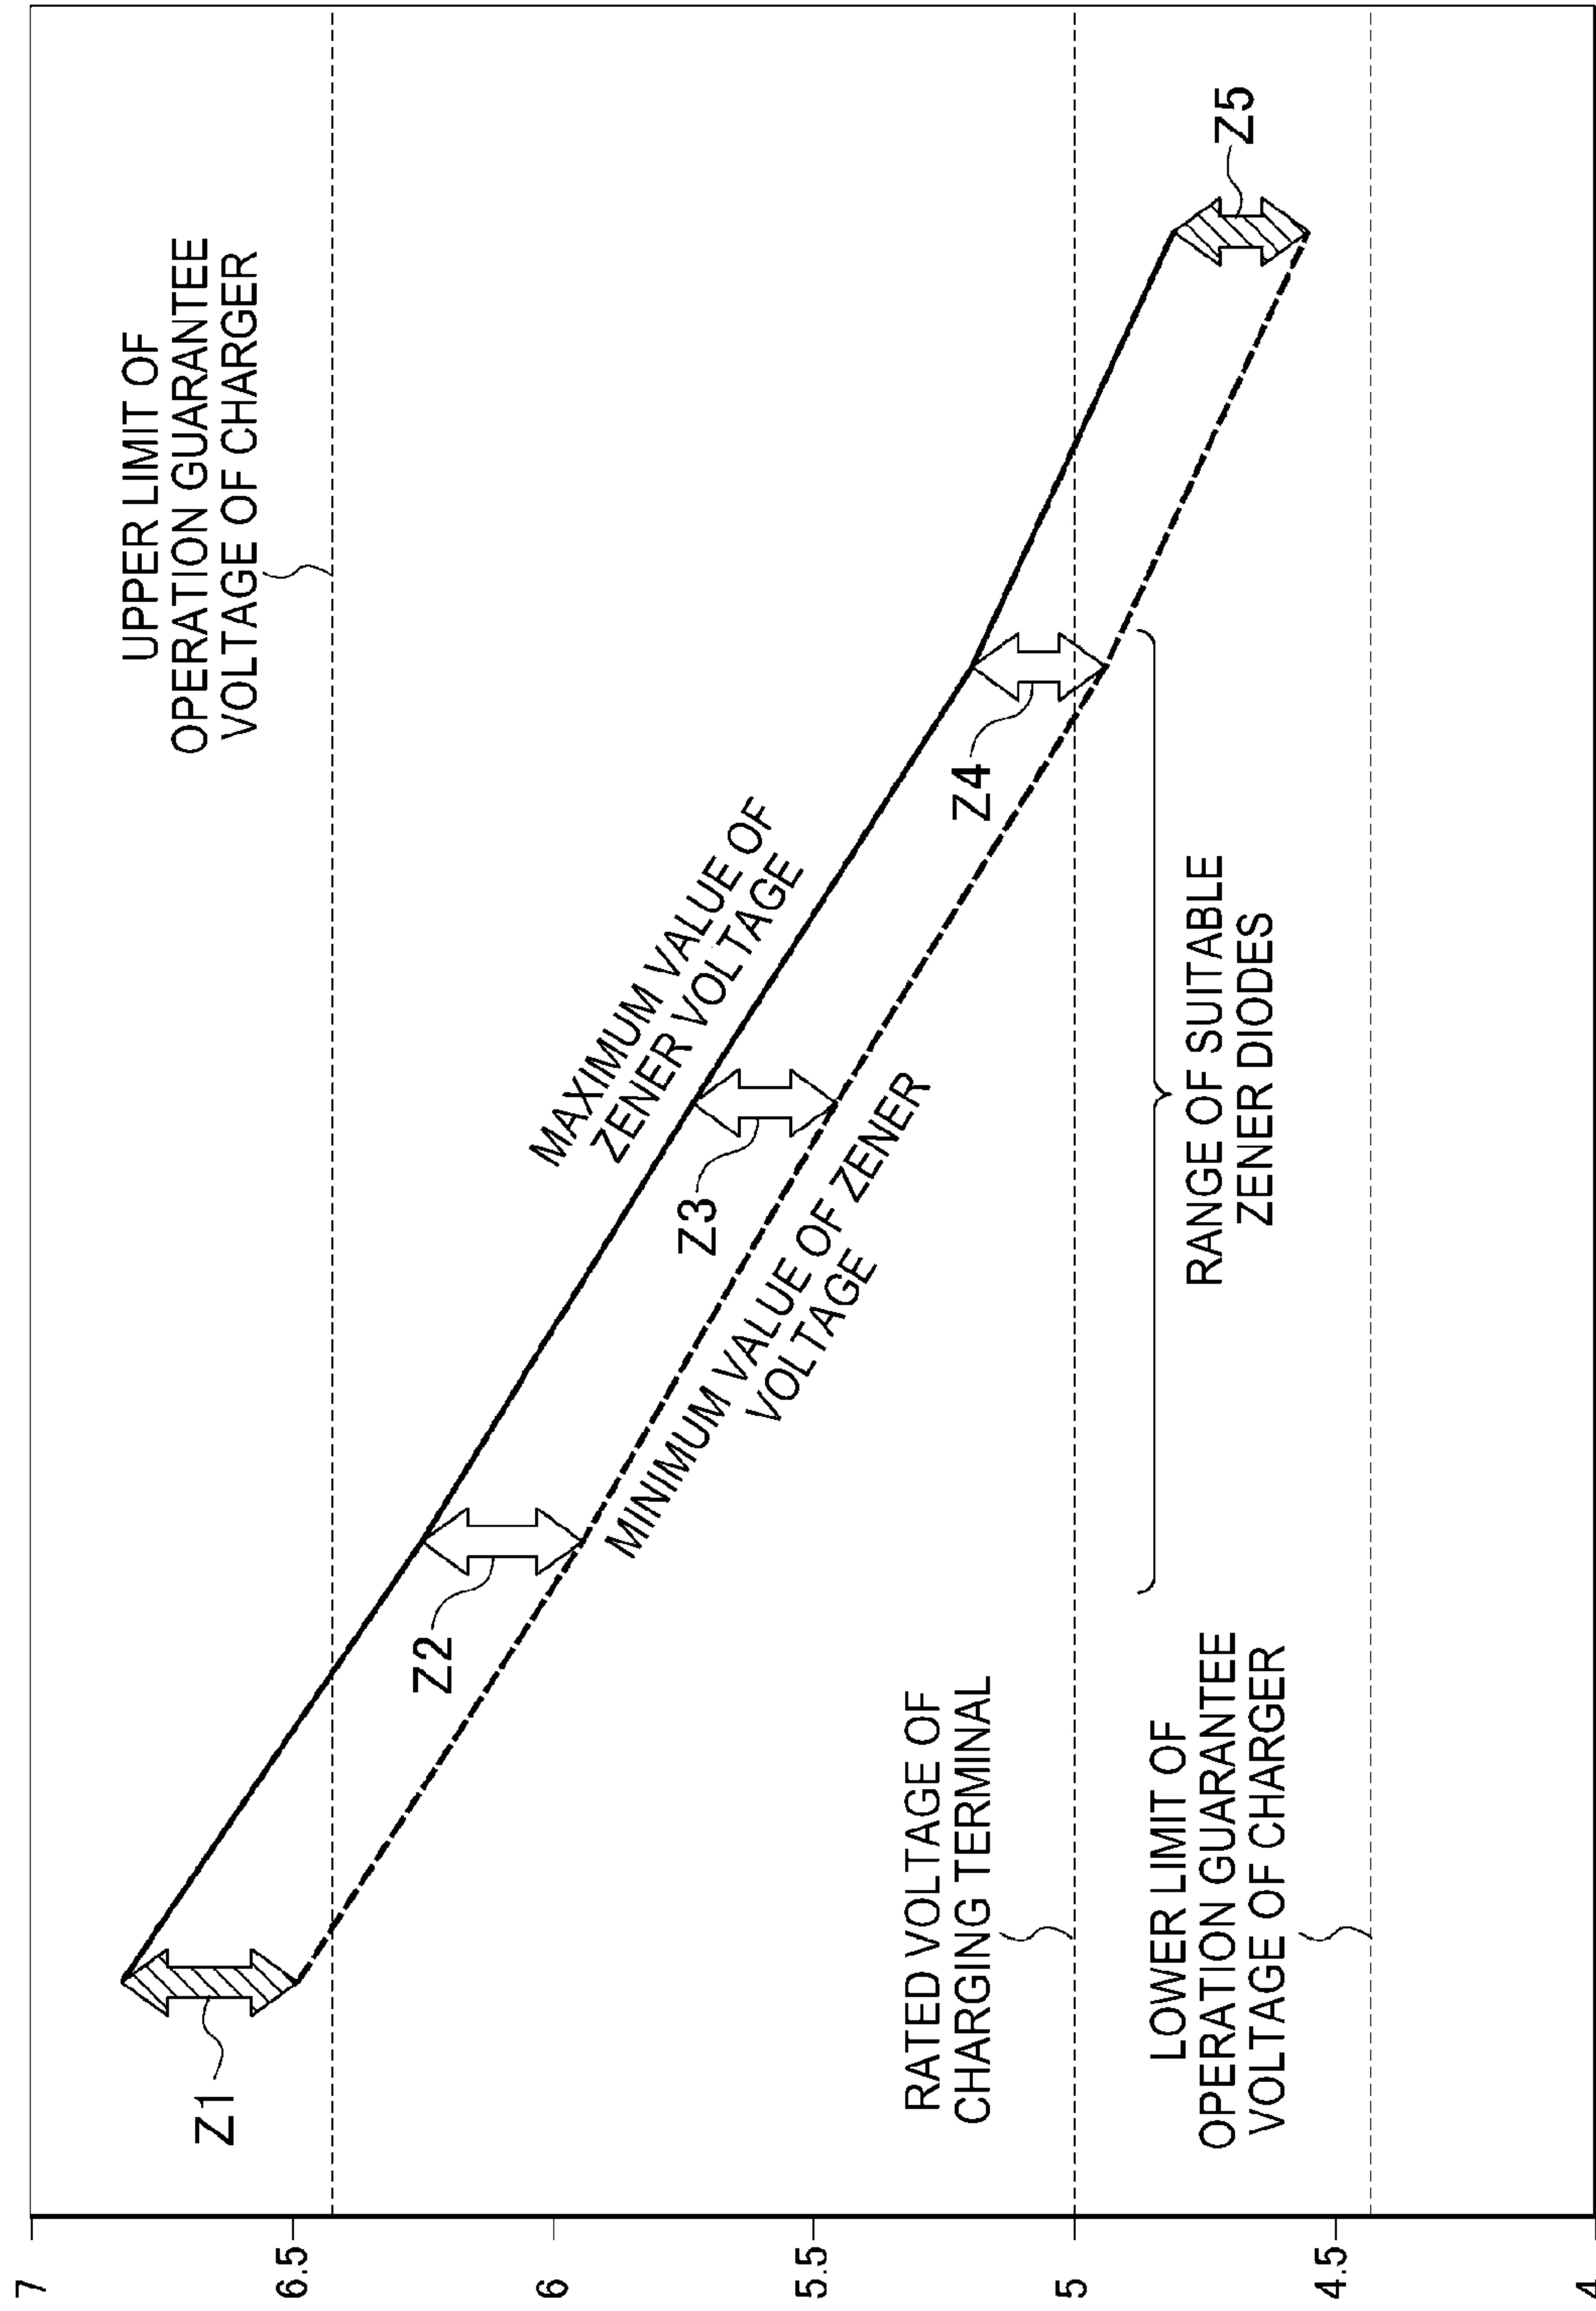 7
6.5
6
5.5
5
4.5
4
UPPER LIMIT OF
OPERATION GUARANTEE
VOLTAGE OF CHARGER
Z1
Z2
MAXIMUM VALUE OF
ZENER VOLTAGE
Z3
MINIMUM VALUE OF ZENER
VOLTAGE
Z4
Z5
RATED VOLTAGE OF
CHARGING TERMINAL
RANGE OF SUITABLE
ZENER DIODES
LOWER LIMIT OF
OPERATION GUARANTEE
VOLTAGE OF CHARGER